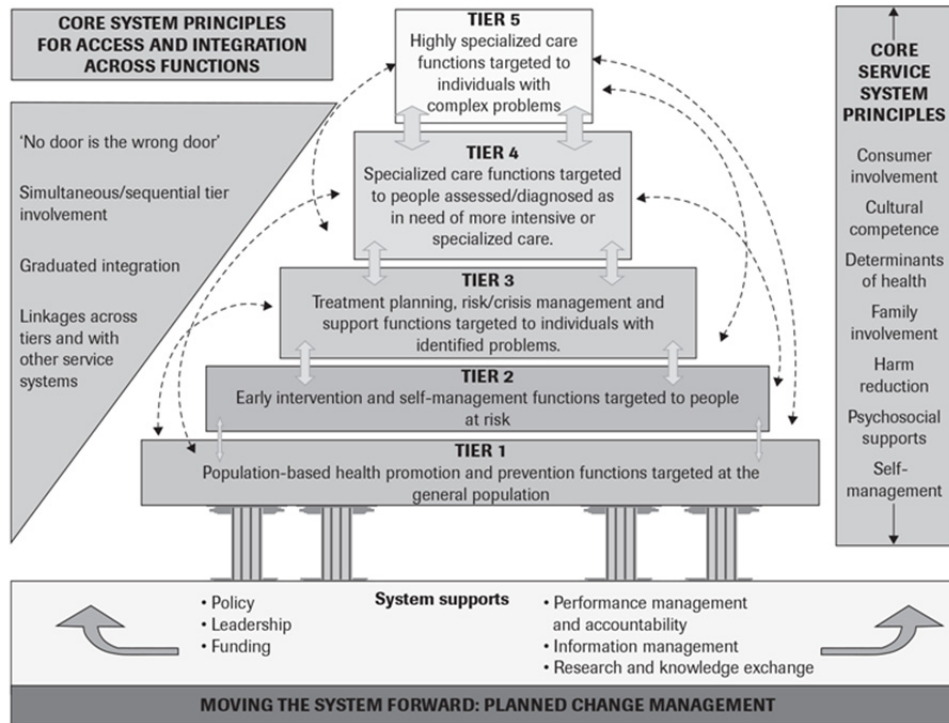 CORE SYSTEM PRINCIPLES
FOR ACCESS AND INTEGRATION
ACROSS FUNCTIONS
'No door is the wrong door'
Simultaneous/sequential tier
involvement
Graduated integration
Linkages across
tiers and with
other service
systems
TIER 5
Highly specialized care
functions targeted to
individuals with
complex problems
TIER 4
Specialized care functions targeted
to people assessed/diagnosed as
in need of more intensive or
specialized care.
TIER 3
Treatment planning, risk/crisis management and
support functions targeted to individuals with
identified problems.
TIER 2
Early intervention and self-management functions targeted to people
at risk
TIER 1
Population-based health promotion and prevention functions targeted at the
general population
CORE
SERVICE
SYSTEM
PRINCIPLES
Consumer
involvement
Cultural
competence
Determinants
of health
Family
involvement
Harm
reduction
Psychosocial
supports
Self-
management
System supports
• Policy
• Leadership
• Funding
• Performance management
and accountability
• Information management
• Research and knowledge exchange
MOVING THE SYSTEM FORWARD: PLANNED CHANGE MANAGEMENT